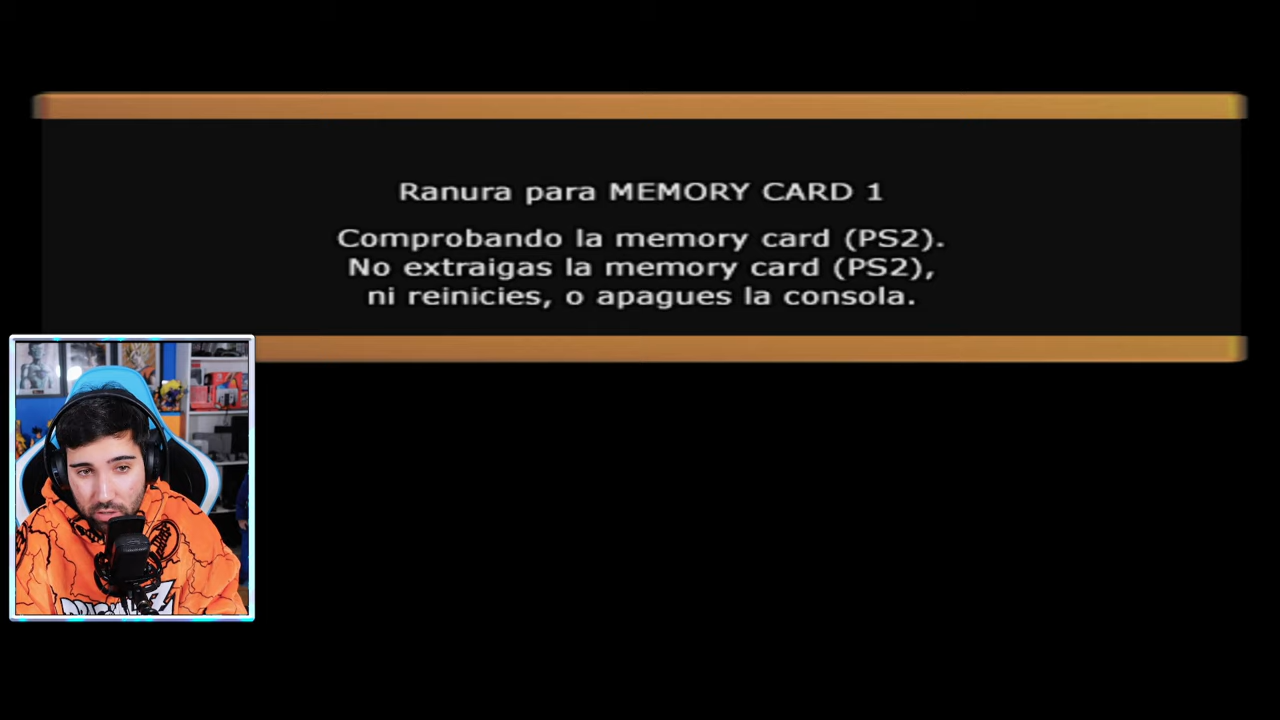 Ranura para MEMORY CARD 1
Comprobando la memory card (PS2).
No extraigas la memory card (PS2),
ni reinicies, o apagues la consola.